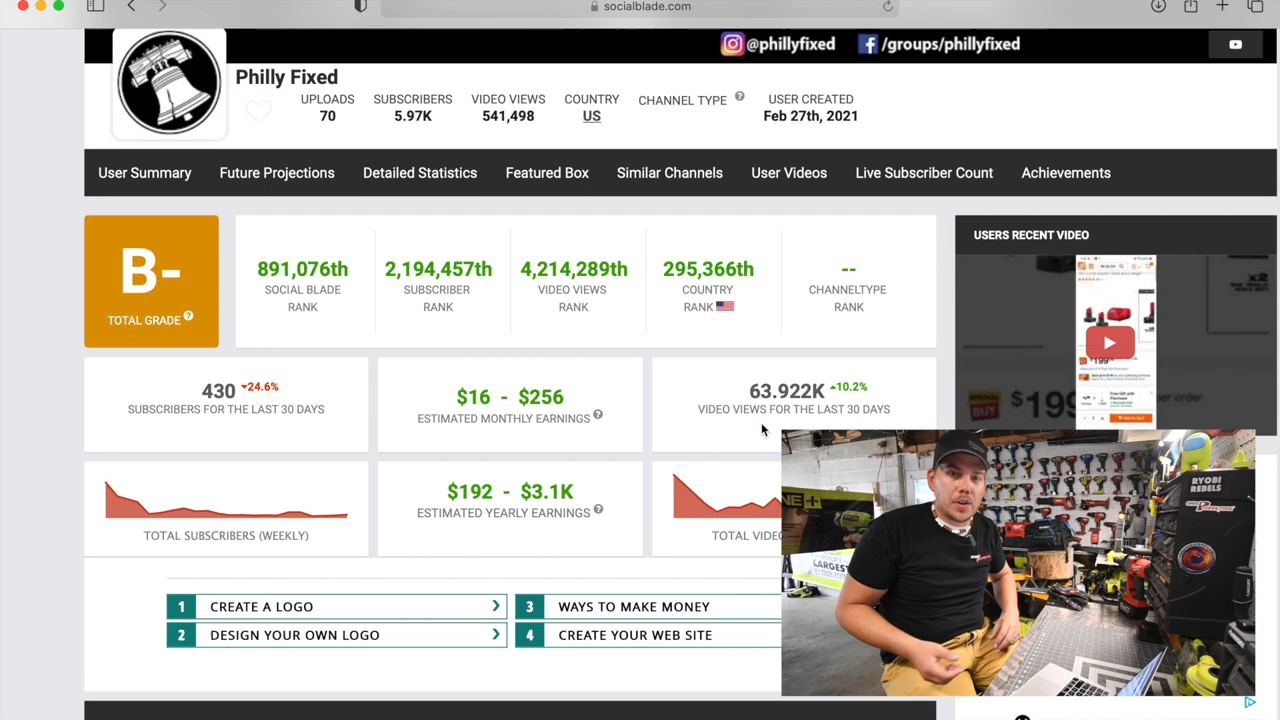 socialblade.com
@phillyfixed /groups/phillyfixed
Philly Fixed
UPLOADS SUBSCRIBERS VIDEO VIEWS COUNTRY CHANNEL TYPE USER CREATED
70 5.97K 541,498 US Feb 27th, 2021
User Summary Future Projections Detailed Statistics Featured Box Similar Channels User Videos Live Subscriber Count Achievements
B-
TOTAL GRADE
891,076th 2,194,457th 4,214,289th 295,366th --
SOCIAL BLADE SUBSCRIBER VIDEO VIEWS COUNTRY CHANNELTYPE
RANK RANK RANK RANK RANK
USERS RECENT VIDEO
$199
430 24.6%
SUBSCRIBERS FOR THE LAST 30 DAYS
$16 - $256
ESTIMATED MONTHLY EARNINGS
63.922K 10.2%
VIDEO VIEWS FOR THE LAST 30 DAYS
TOTAL SUBSCRIBERS (WEEKLY)
$192 - $3.1K
ESTIMATED YEARLY EARNINGS
TOTAL VIDE
1 CREATE A LOGO
2 DESIGN YOUR OWN LOGO
3 WAYS TO MAKE MONEY
4 CREATE YOUR WEB SITE
RYOBI
REBELS
LARGEST